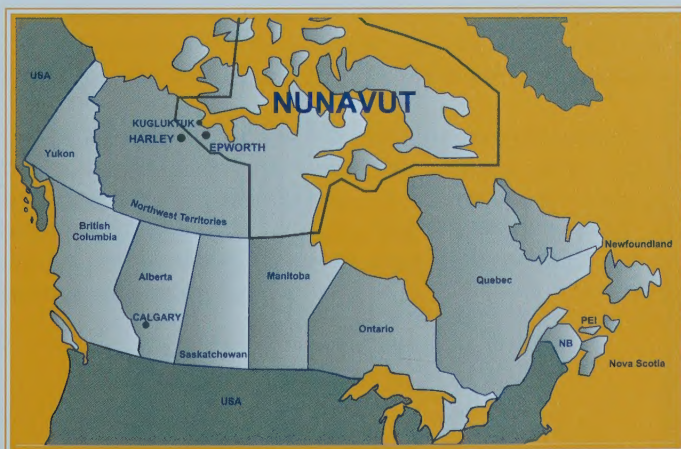 USA
NUNAVUT
KUGLUKTUK
HARLEY
EPWORTH
Yukon
Northwest Territories
British
Columbia
Newfoundland
Alberta
Manitoba
Quebec
CALGARY
PEI
Ontario
NB
Saskatchewan
Nova Scotia
USA